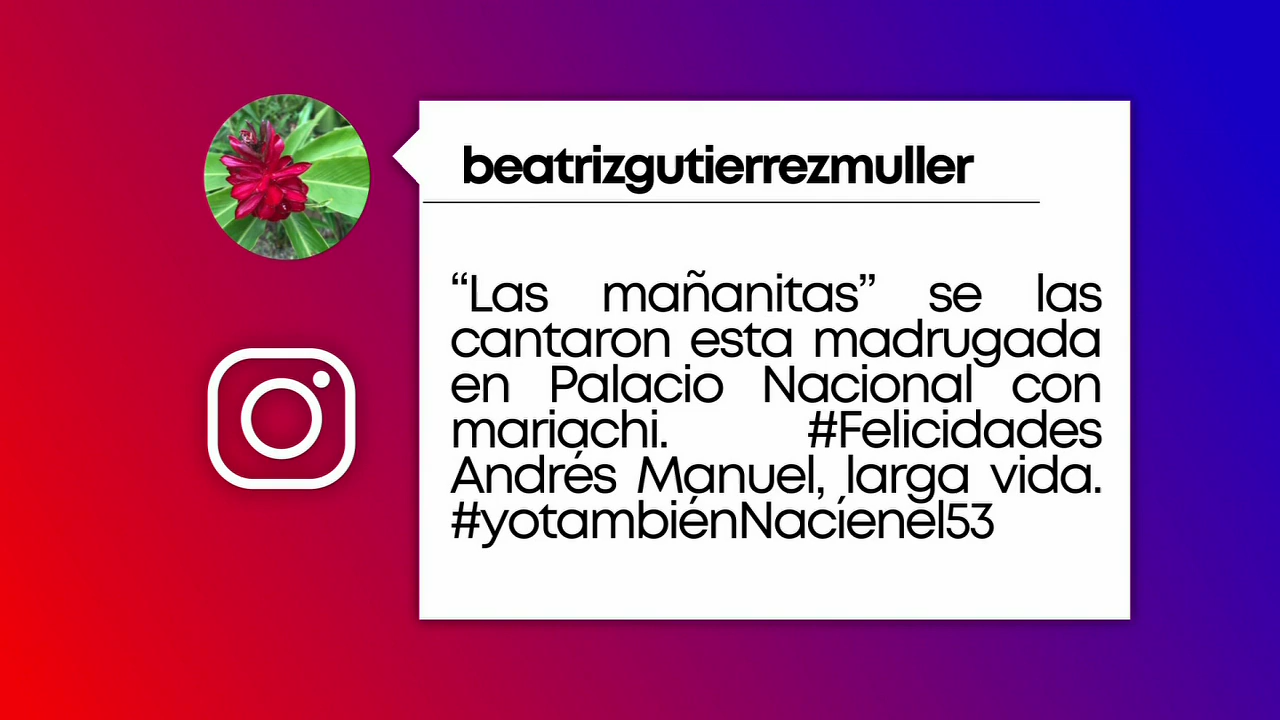 beatrizgutierrezmuller
“Las mañanitas” se las
cantaron esta madrugada
en Palacio Nacional con
mariachi. #Felicidades
Andrés Manuel, larga vida.
#yotambiénNacíenel53